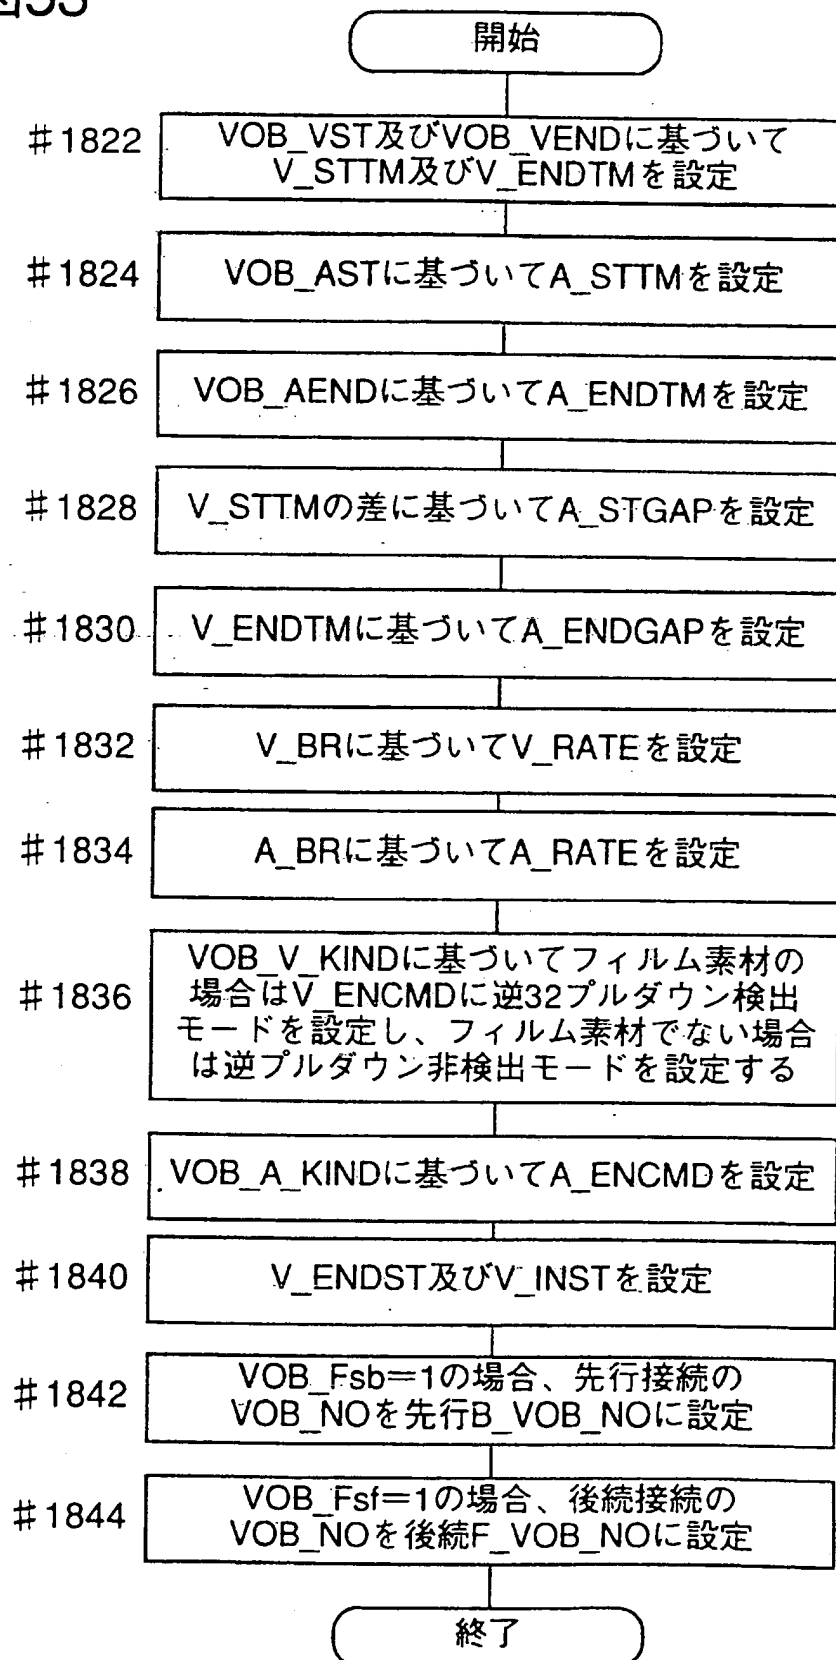 図53
開始
#1822
VOB_VST及びVOB_VENDに基づいて
V_STTM及びV_ENDTMを設定
#1824
VOB_ASTに基づいてA_STTMを設定
#1826
VOB_AENDに基づいてA_ENDTMを設定
#1828
V_STTMの差に基づいてA_STGAPを設定
#1830
V_ENDTMに基づいてA_ENDGAPを設定
#1832
V_BRに基づいてV_RATEを設定
#1834
A_BRに基づいてA_RATEを設定
#1836
VOB_V_KINDに基づいてフィルム素材の
場合はV_ENCMDに逆32プルダウン検出
モードを設定し、フィルム素材でない場合
は逆プルダウン非検出モードを設定する
#1838
VOB_A_KINDに基づいてA_ENCMDを設定
#1840
V_ENDST及びV_INSTを設定
#1842
VOB_Fsb=1の場合、先行接続の
VOB_NOを先行B_VOB_NOに設定
#1844
VOB_Fsf=1の場合、後続接続の
VOB_NOを後続F_VOB_NOに設定
終了